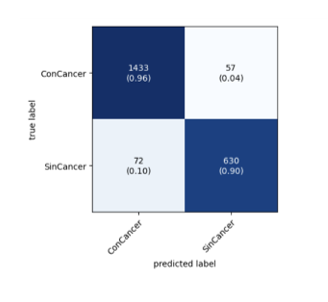 1433
(0.96)
57
(0.04)
ConCancer
72
(0.10)
630
(0.90)
SinCancer
true label
ConCancer
SinCancer
predicted label